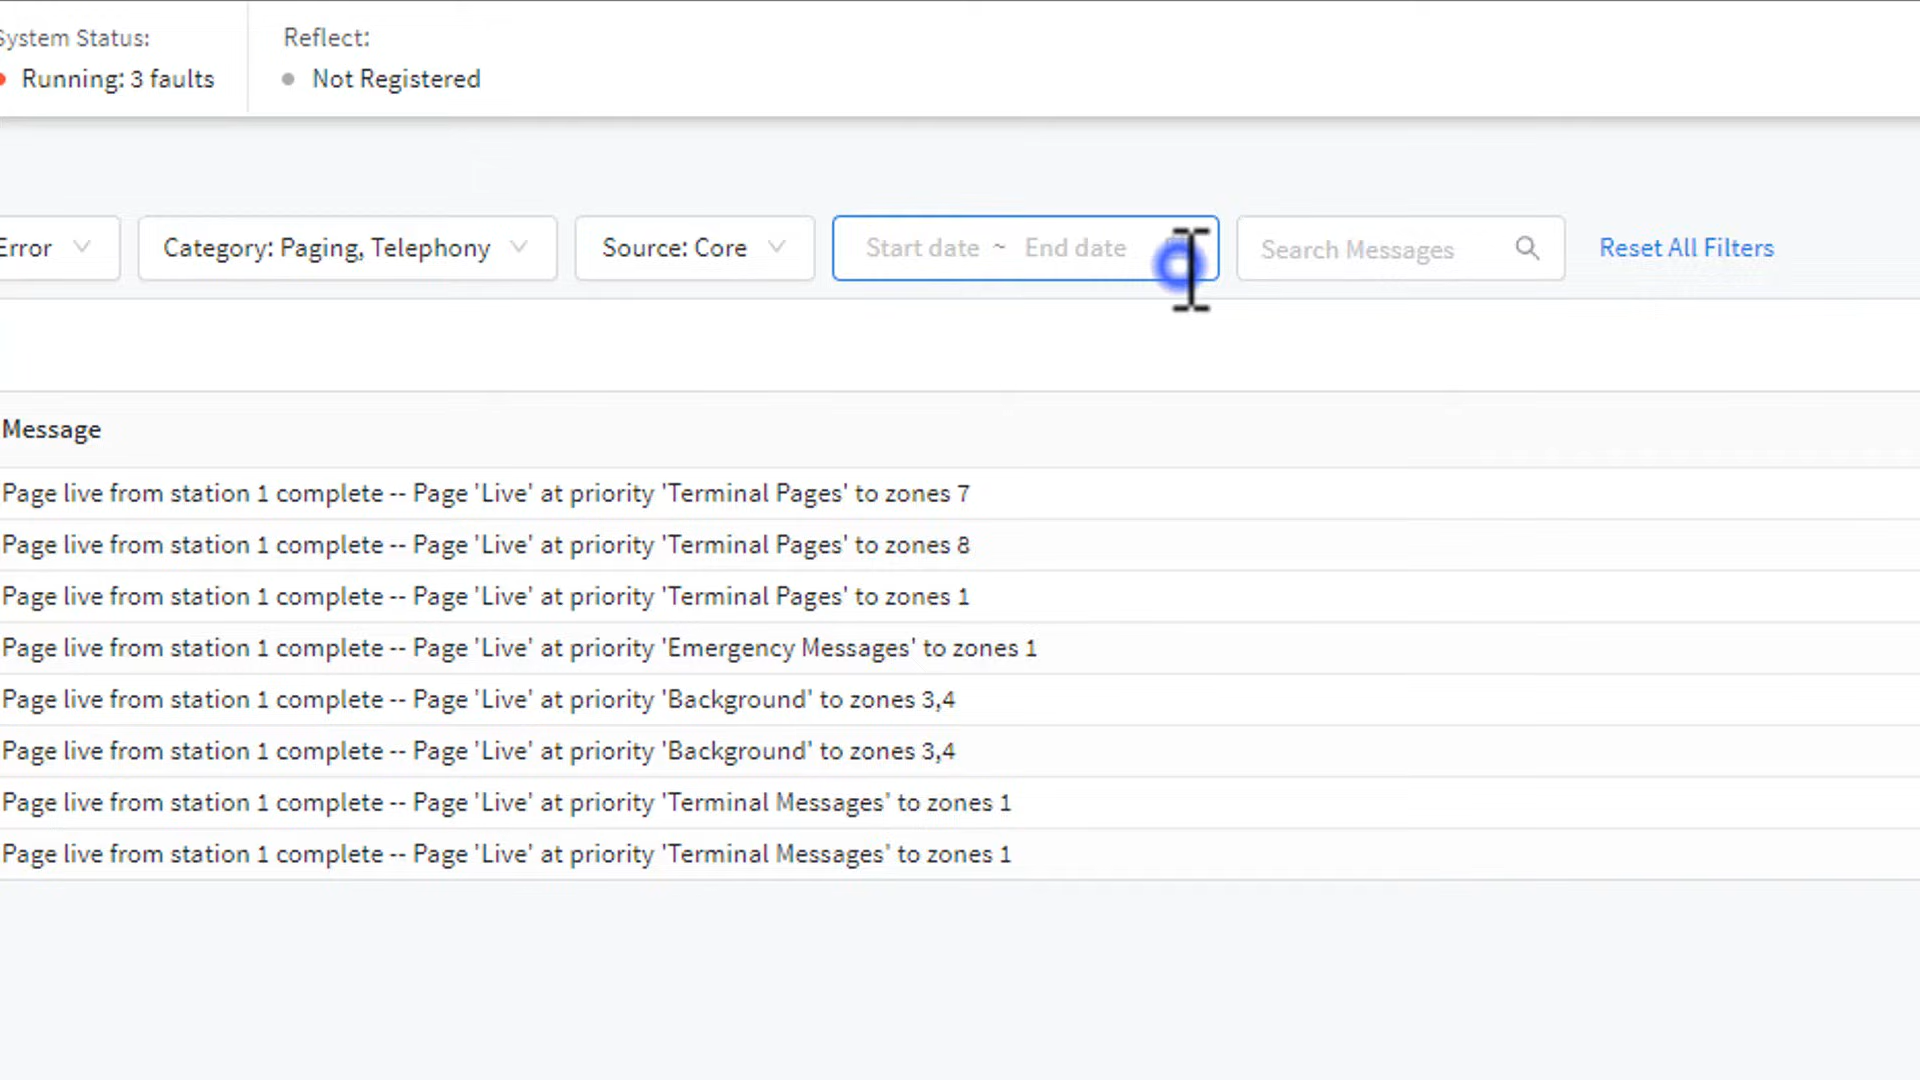 System Status:
Reflect:
Running: 3 faults
Not Registered
Error
Category: Paging, Telephony
Source: Core
Start date ~ End date
Search Messages
Reset All Filters
Message
Page live from station 1 complete -- Page 'Live' at priority 'Terminal Pages' to zones 7
Page live from station 1 complete -- Page 'Live' at priority 'Terminal Pages' to zones 8
Page live from station 1 complete -- Page 'Live' at priority 'Terminal Pages' to zones 1
Page live from station 1 complete -- Page 'Live' at priority 'Emergency Messages' to zones 1
Page live from station 1 complete -- Page 'Live' at priority 'Background' to zones 3,4
Page live from station 1 complete -- Page 'Live' at priority 'Background' to zones 3,4
Page live from station 1 complete -- Page 'Live' at priority 'Terminal Messages' to zones 1
Page live from station 1 complete -- Page 'Live' at priority 'Terminal Messages' to zones 1